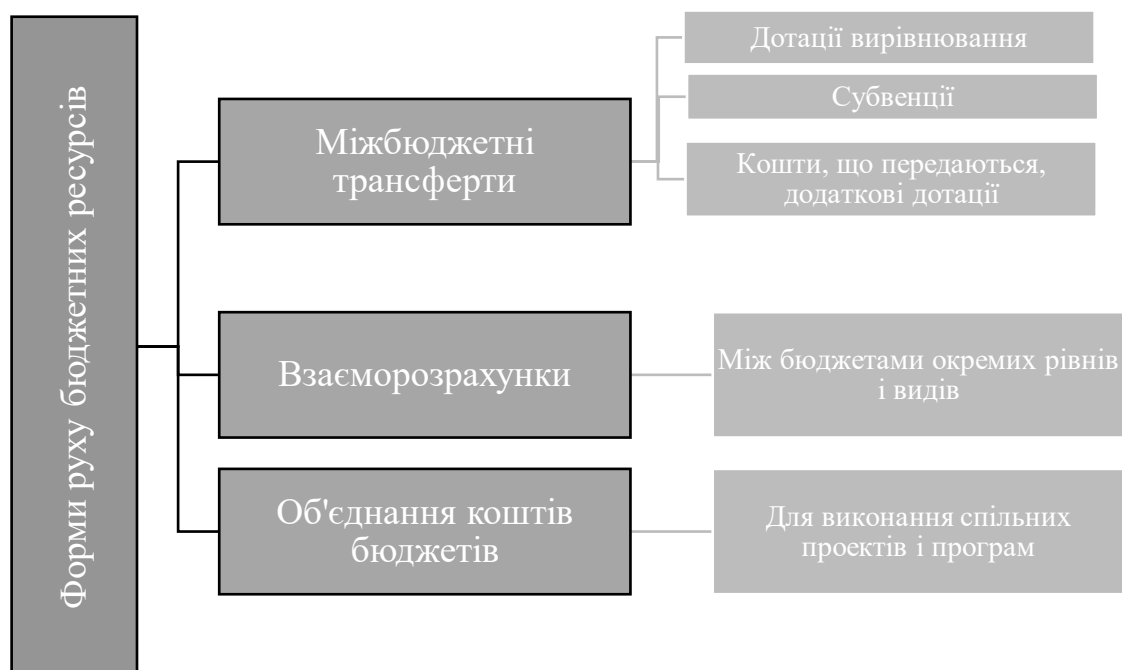 Форми руху бюджетних ресурсів
Міжбюджетні
трансферти
Дотації вирівнювання
Субвенції
Кошти, що передаються,
додаткові дотації
Взаєморозрахунки
Між бюджетами окремих рівнів
і видів
Об'єднання коштів
бюджетів
Для виконання спільних
проектів і програм